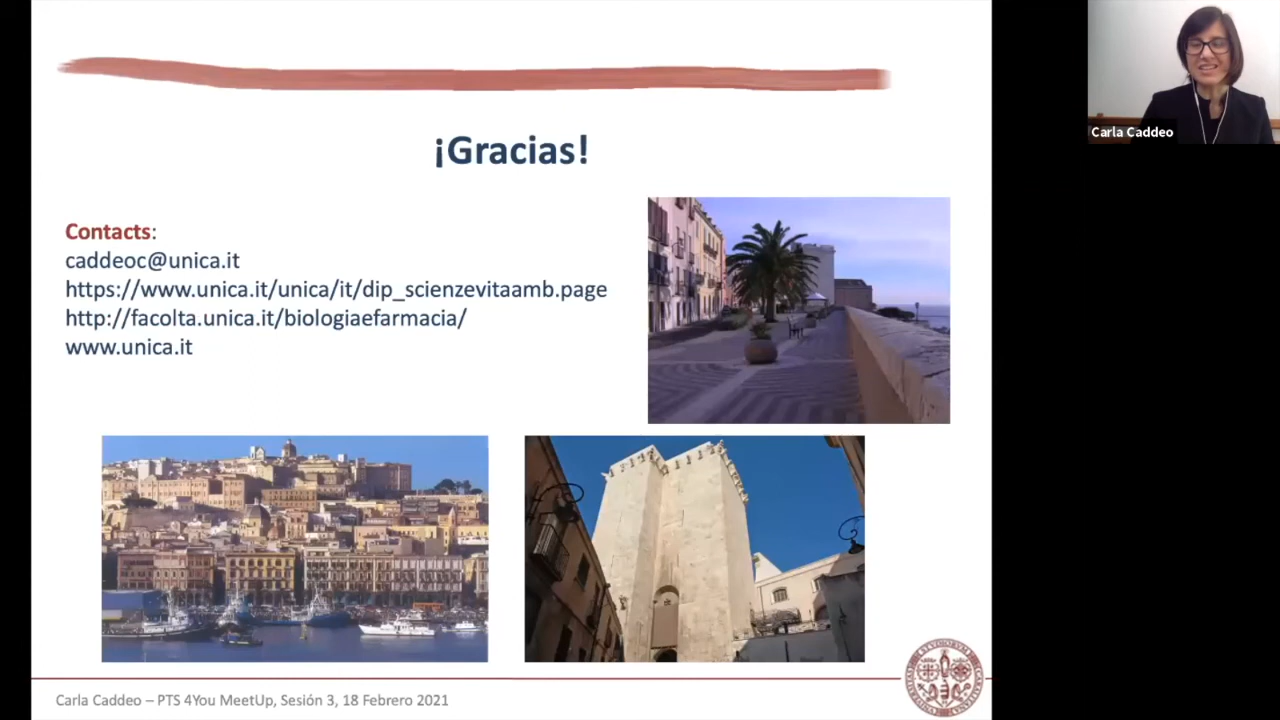 ¡Gracias!
Contacts:
caddeoc@unica.it
https://www.unica.it/unica/it/dip_scienzevitaamb.page
http://facolta.unica.it/biologiaefarmacia/
www.unica.it
Carla Caddeo – PTS 4You MeetUp, Sesión 3, 18 Febrero 2021
Carla Caddeo